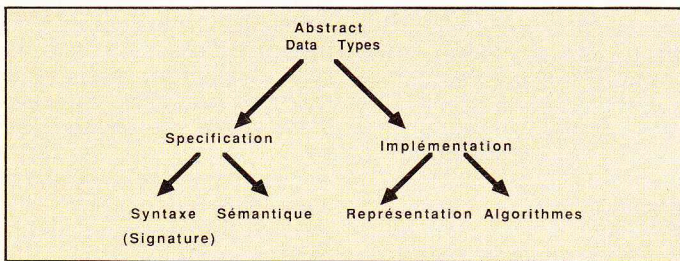 Abstract
Data Types
Specification
Implémentation
Syntaxe Sémantique Représentation Algorithmes
(Signature)